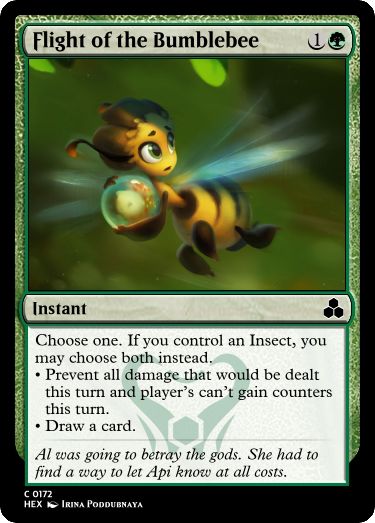 Flight of the Bumblebee 1
Instant
Choose one. If you control an Insect, you
may choose both instead.
• Prevent all damage that would be dealt
this turn and player's can't gain counters
this turn.
• Draw a card.
Al was going to betray the gods. She had to
find a way to let Api know at all costs.
C 0172
HEX Irina Poddubnaya